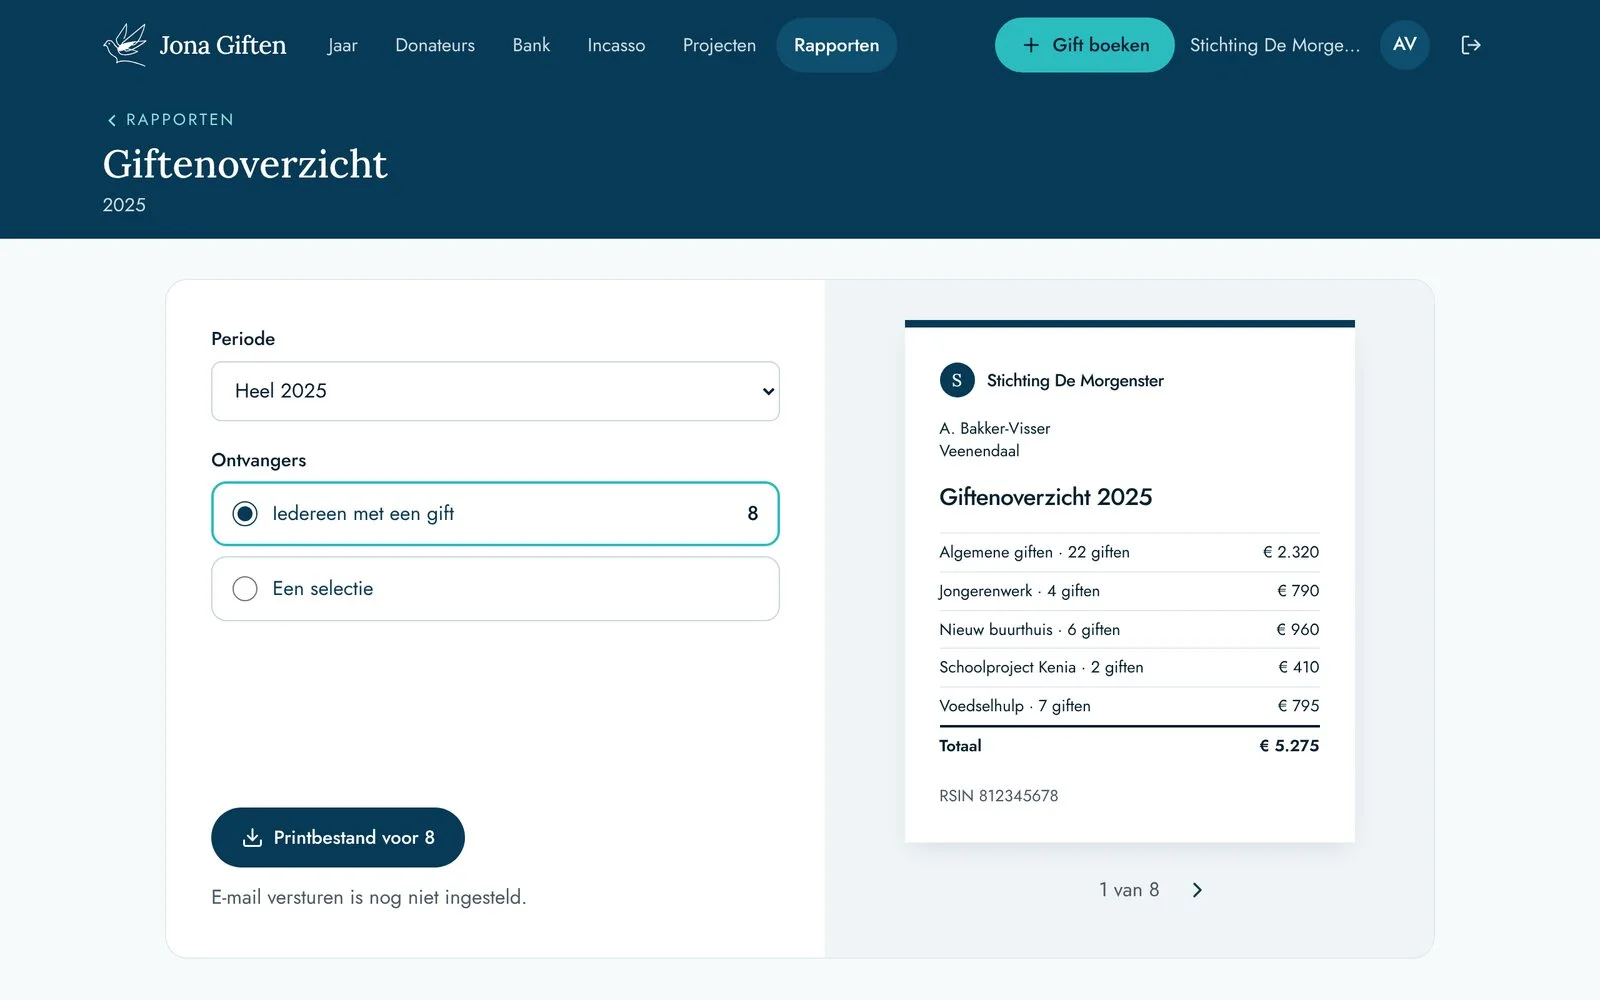 Jona Giften
Jaar
Donateurs
Bank
Incasso
Projecten
Rapporten
+ Gift boeken
Stichting De Morge...
AV
RAPPORTEN
Giftenoverzicht
2025
Periode
Heel 2025
Ontvangers
Iedereen met een gift 8
Een selectie
Printbestand voor 8
E-mail versturen is nog niet ingesteld.
S Stichting De Morgenster
A. Bakker-Visser
Veenendaal
Giftenoverzicht 2025
Algemene giften · 22 giften € 2.320
Jongerenwerk · 4 giften € 790
Nieuw buurthuis · 6 giften € 960
Schoolproject Kenia · 2 giften € 410
Voedselhulp · 7 giften € 795
Totaal € 5.275
RSIN 812345678
1 van 8